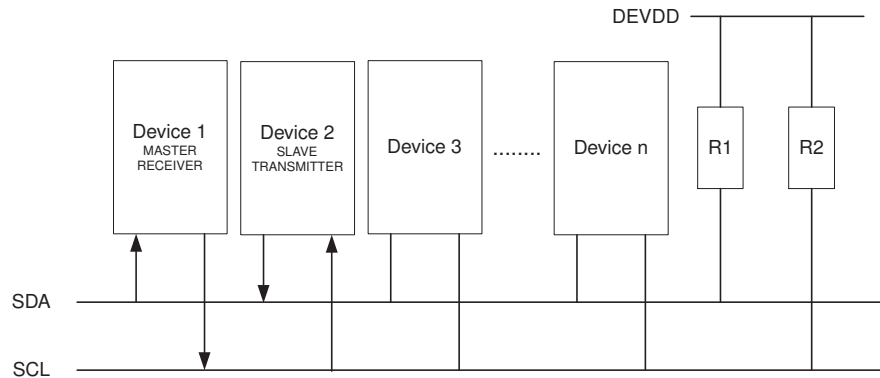 DEVDD
Device 1
MASTER
RECEIVER
Device 2
SLAVE
TRANSMITTER
Device 3
........
Device n
R1
R2
SDA
SCL